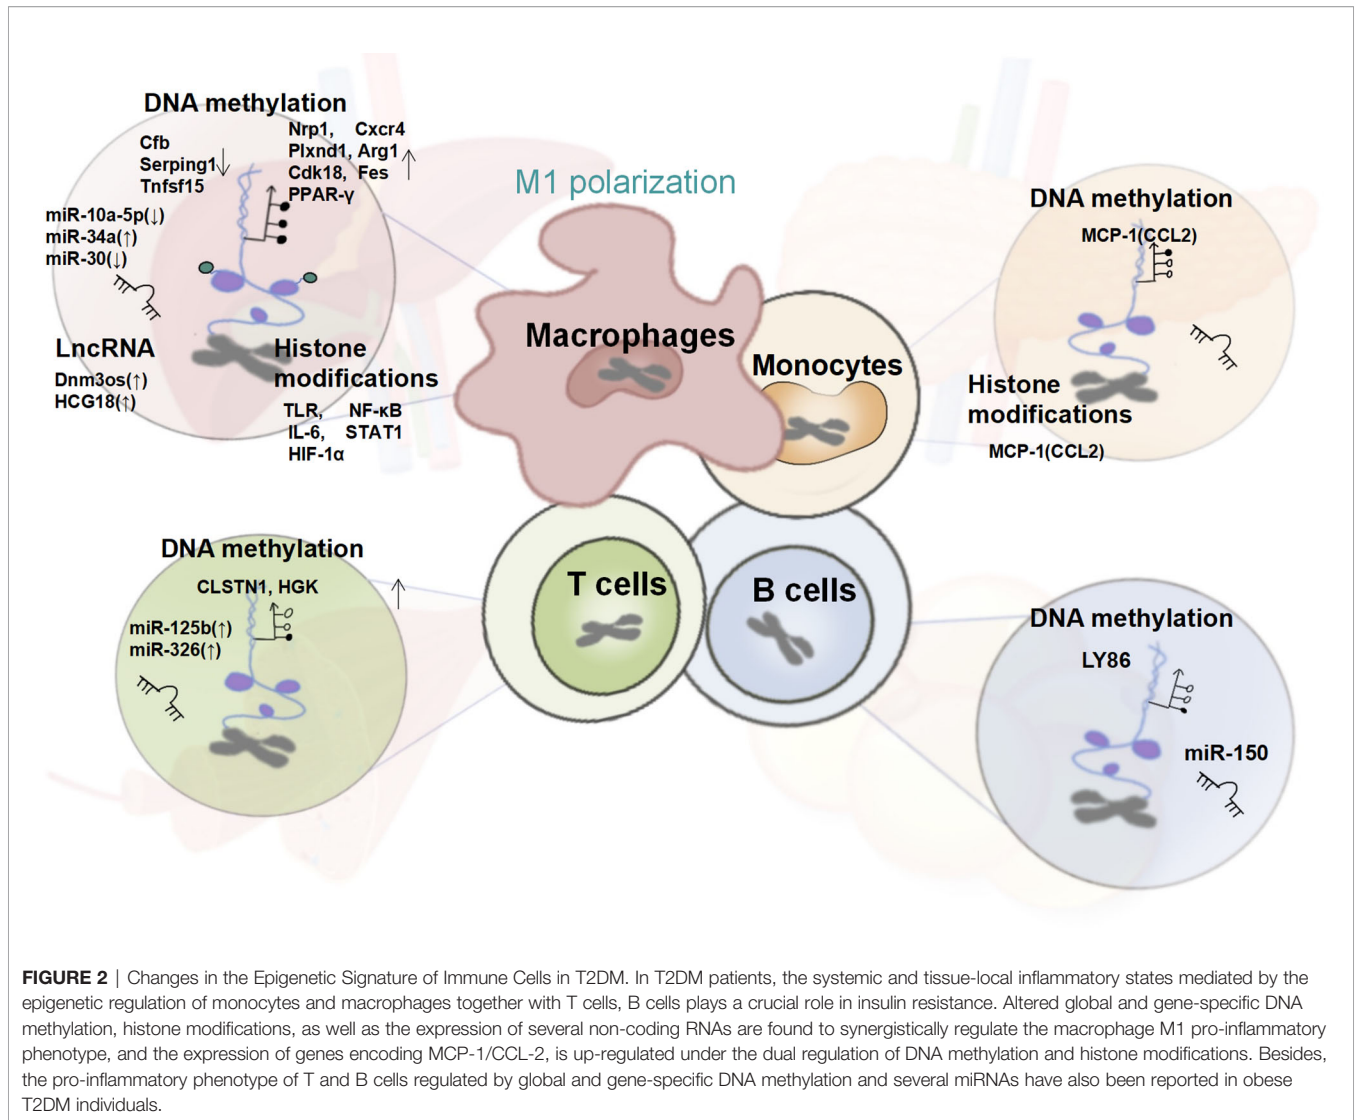 DNA methylation
Cfb
Serping1↓
Tnfsf15
Nrp1, Cxcr4
Plxnd1, Arg1↑
Cdk18, Fes
PPAR-γ
miR-10a-5p(↓)
miR-34a(↑)
miR-30(↓)
LncRNA
Dnm3os(↑)
HCG18(↑)
Histone
modifications
TLR, NF-κB
IL-6, STAT1
HIF-1α
M1 polarization
Macrophages
Monocytes
DNA methylation
MCP-1(CCL2)
Histone
modifications
MCP-1(CCL2)
DNA methylation
CLSTN1, HGK ↑
miR-125b(↑)
miR-326(↑)
T cells
B cells
DNA methylation
LY86
miR-150
FIGURE 2 | Changes in the Epigenetic Signature of Immune Cells in T2DM. In T2DM patients, the systemic and tissue-local inflammatory states mediated by the
epigenetic regulation of monocytes and macrophages together with T cells, B cells plays a crucial role in insulin resistance. Altered global and gene-specific DNA
methylation, histone modifications, as well as the expression of several non-coding RNAs are found to synergistically regulate the macrophage M1 pro-inflammatory
phenotype, and the expression of genes encoding MCP-1/CCL-2, is up-regulated under the dual regulation of DNA methylation and histone modifications. Besides,
the pro-inflammatory phenotype of T and B cells regulated by global and gene-specific DNA methylation and several miRNAs have also been reported in obese
T2DM individuals.